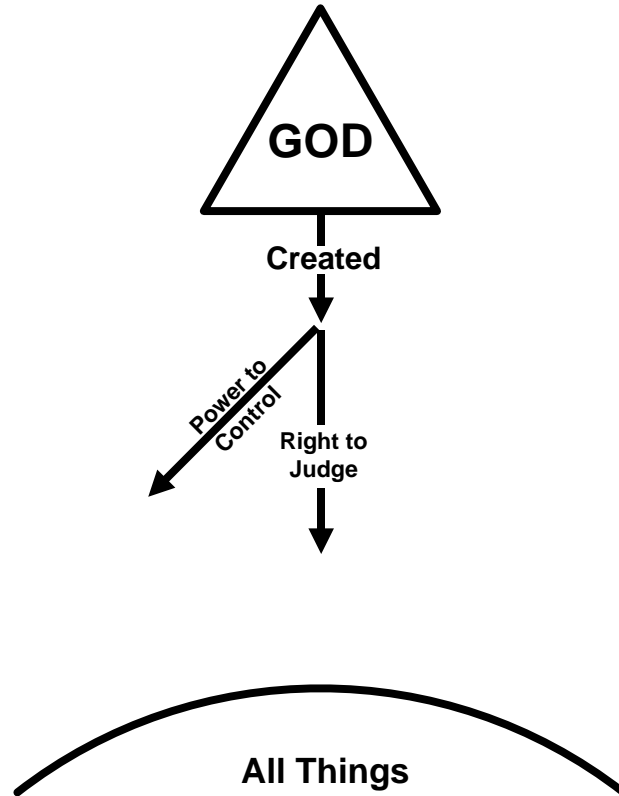 GOD
Created
Power to
Control
Right to
Judge
All Things